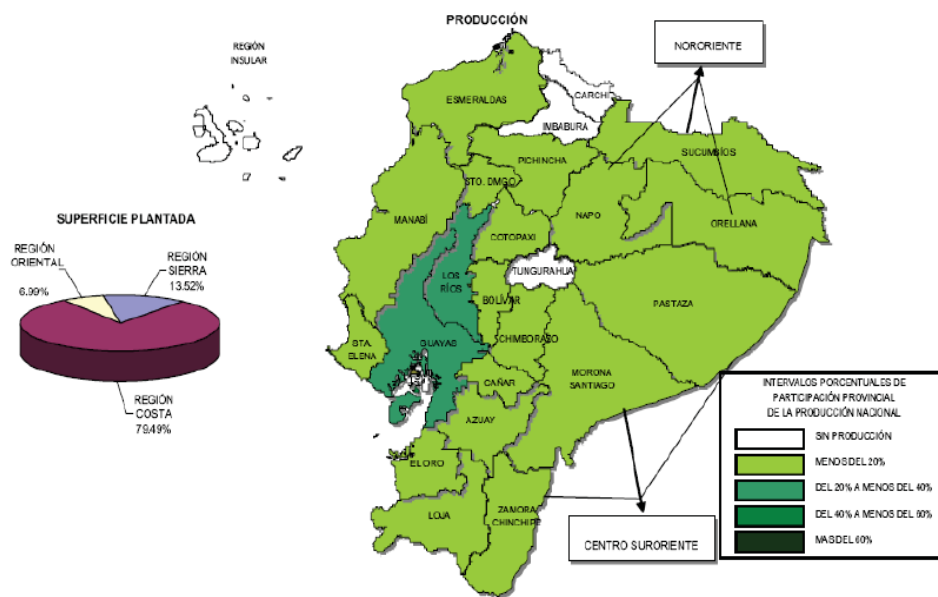 PRODUCCIÓN
REGIÓN
INSULAR
NORORIENTE
ESMERALDAS
CARCHI
IMBABURA
PICHINCHA
SUCUMBÍOS
STO. DMGO
MANABÍ
NAPO
ORELLANA
COTOPAXI
TUNGURAHUA
LOS
RÍOS
BOLÍVAR
PASTAZA
STA.
ELENA
GUAYAS
CHIMBORASO
MORONA
SANTIAGO
CAÑAR
AZUAY
EL ORO
LOJA
ZAMORA
CHINCHIPE
CENTRO SURORIENTE
SUPERFICIE PLANTADA
REGIÓN
ORIENTAL
6.99%
REGIÓN
SIERRA
13.52%
REGIÓN
COSTA
79.49%
INTERVALOS PORCENTUALES DE
PARTICIPACIÓN PROVINCIAL
DE LA PRODUCCIÓN NACIONAL
SIN PRODUCCIÓN
MENOS DEL 20%
DEL 20% A MENOS DEL 40%
DEL 40% A MENOS DEL 60%
MAS DEL 60%